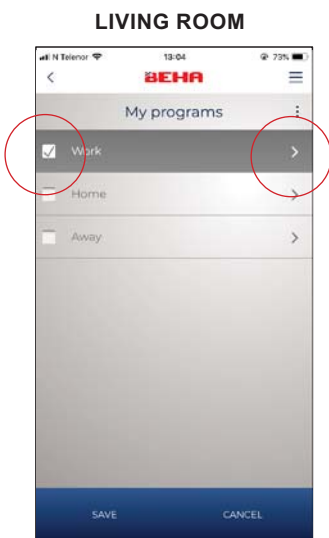 LIVING ROOM
N Telenor 13:04 73%
BEHA
My programs
Work
Home
Away
SAVE CANCEL